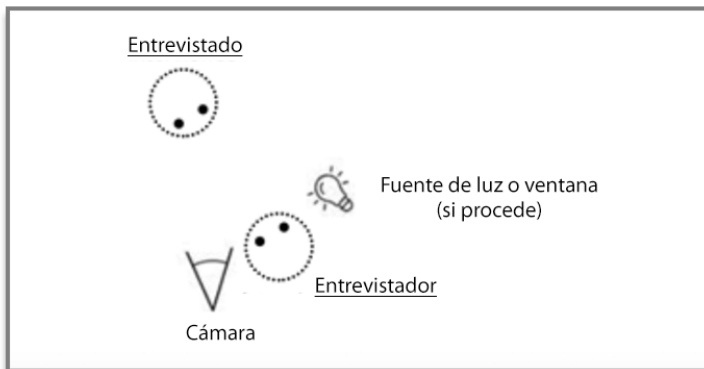 Entrevistado
Fuente de luz o ventana
(si procede)
Entrevistador
Cámara